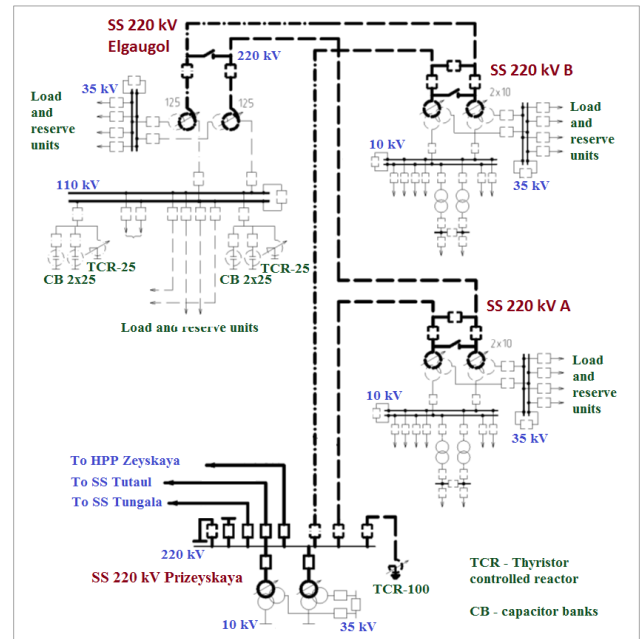 SS 220 kV
Elgaugol
220 kV
35 kV
Load
and
reserve
units
125
125
110 kV
TCR-25
CB 2x25
TCR-25
CB 2x25
Load and reserve units
SS 220 kV B
2×10
10 kV
Load
and
reserve
units
35 kV
SS 220 kV A
2×10
10 kV
Load
and
reserve
units
35 kV
To HPP Zeyskaya
To SS Tutaul
To SS Tungala
220 kV
SS 220 kV Prizeyskaya
10 kV
35 kV
TCR-100
TCR - Thyristor
controlled reactor
CB - capacitor banks